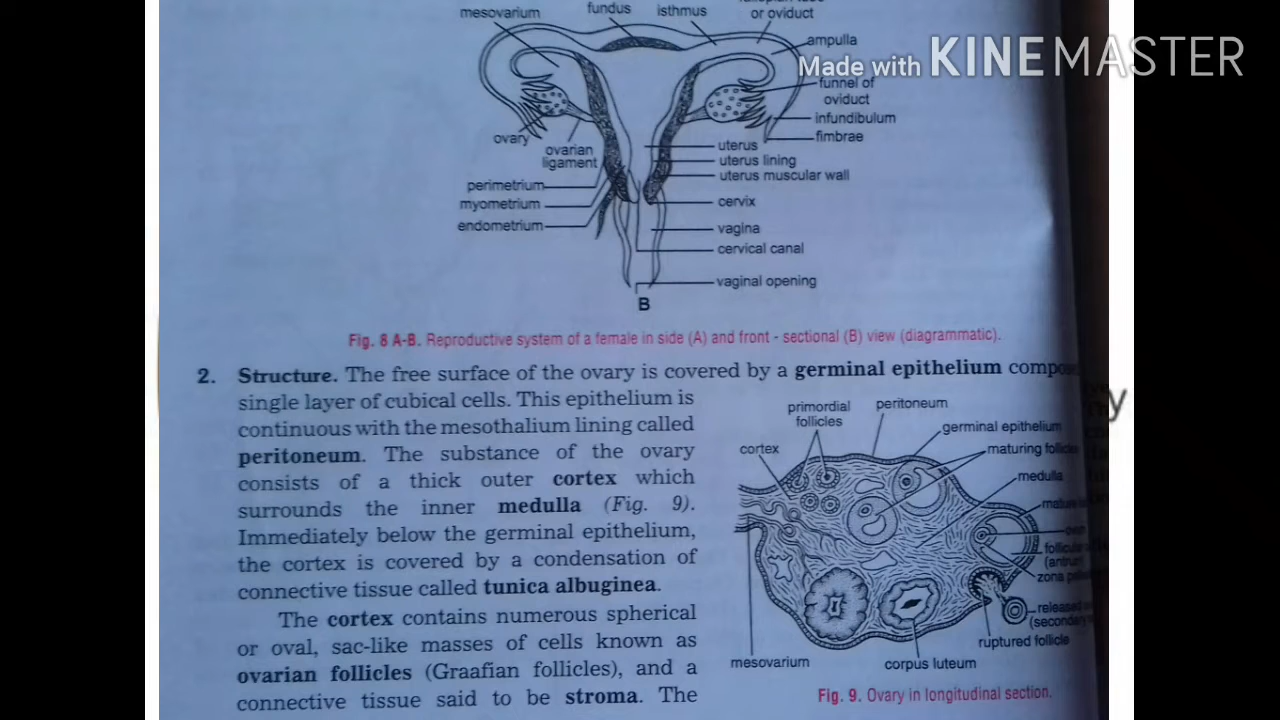 mesovarium
fundus
isthmus
or oviduct
ampulla
Made with KINEMASTER
funnel of
oviduct
infundibulum
fimbrae
ovary
ovarian
ligament
uterus
uterus lining
uterus muscular wall
perimetrium
myometrium
endometrium
cervix
vagina
cervical canal
vaginal opening
B
Fig. 8 A-B. Reproductive system of a female in side (A) and front - sectional (B) view (diagrammatic).
2. Structure. The free surface of the ovary is covered by a germinal epithelium
single layer of cubical cells. This epithelium is
continuous with the mesothalium lining called
peritoneum. The substance of the ovary
consists of a thick outer cortex which
surrounds the inner medulla (Fig. 9).
Immediately below the germinal epithelium,
the cortex is covered by a condensation of
connective tissue called tunica albuginea.
The cortex contains numerous spherical
or oval, sac-like masses of cells known as
ovarian follicles (Graafian follicles), and a
connective tissue said to be stroma. The
primordial
follicles
peritoneum
germinal epithelium
cortex
maturing
medulla
zona
released
(secondary
ruptured follicle
mesovarium
corpus luteum
Fig. 9. Ovary in longitudinal section.